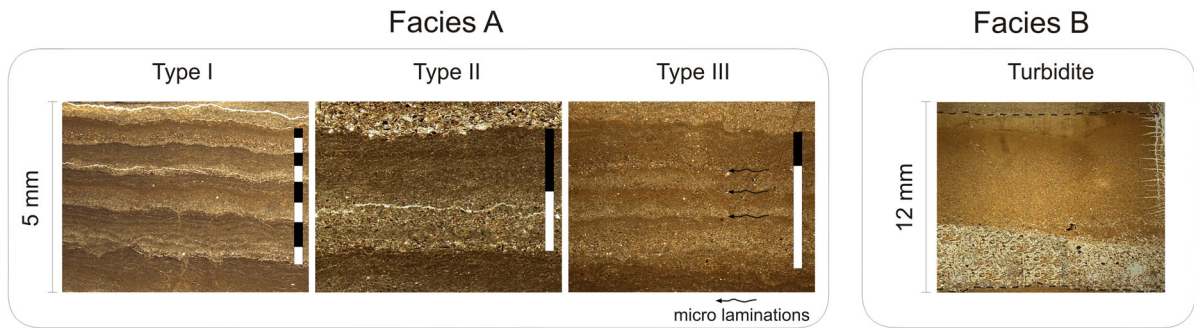 Facies A
Facies B
Type I
Type II
Type III
Turbidite
5 mm
12 mm
micro laminations